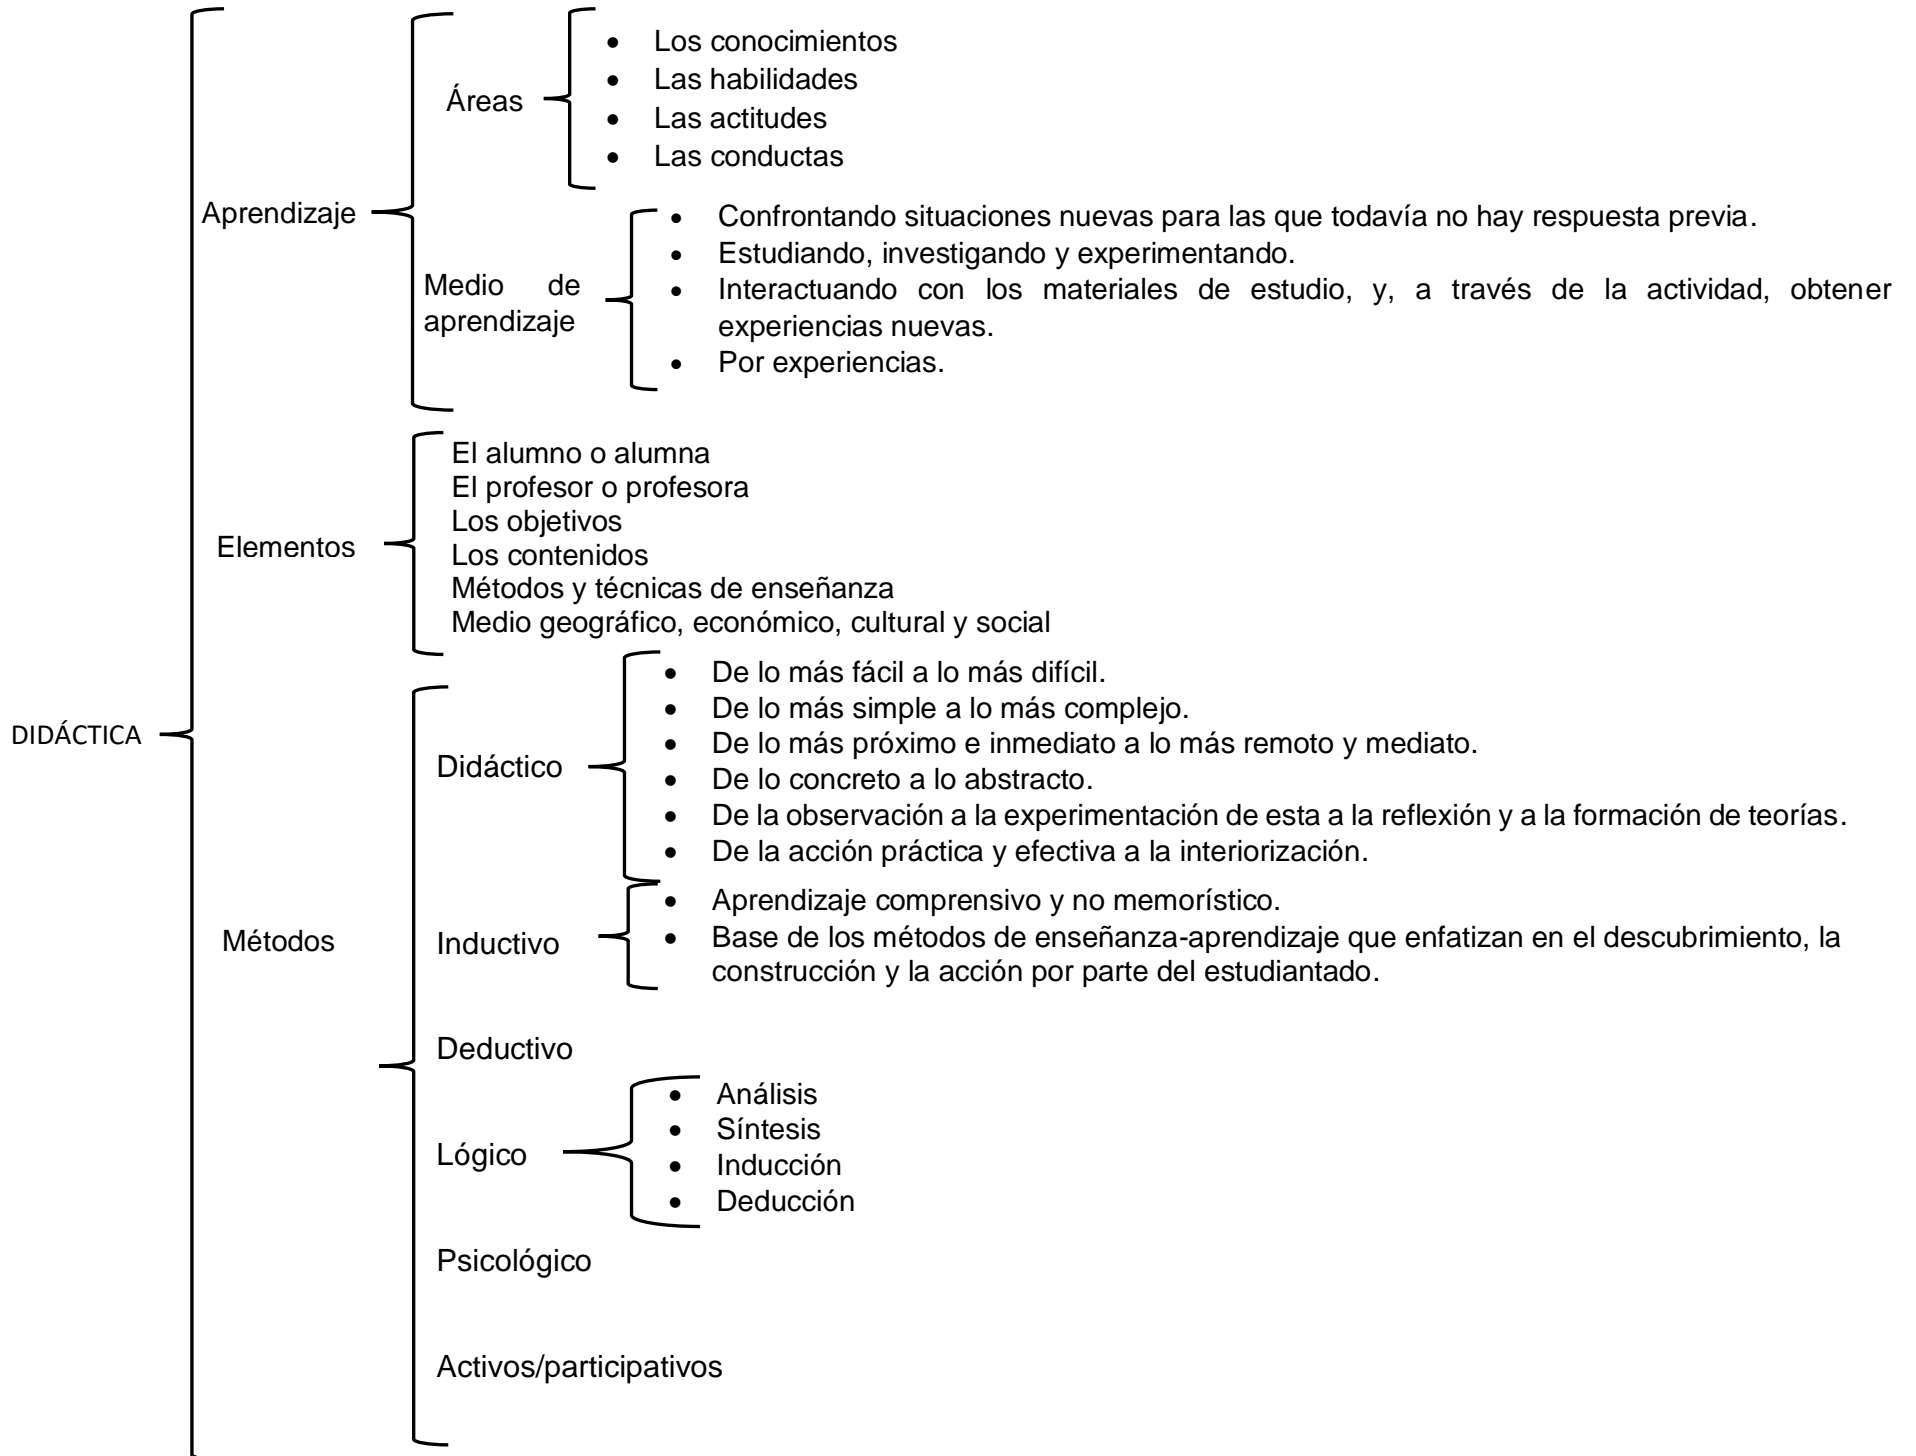 DIDÁCTICA
Aprendizaje
Áreas
• Los conocimientos
• Las habilidades
• Las actitudes
• Las conductas
Medio de
aprendizaje
• Confrontando situaciones nuevas para las que todavía no hay respuesta previa.
• Estudiando, investigando y experimentando.
• Interactuando con los materiales de estudio, y, a través de la actividad, obtener
experiencias nuevas.
• Por experiencias.
Elementos
El alumno o alumna
El profesor o profesora
Los objetivos
Los contenidos
Métodos y técnicas de enseñanza
Medio geográfico, económico, cultural y social
Métodos
Didáctico
• De lo más fácil a lo más difícil.
• De lo más simple a lo más complejo.
• De lo más próximo e inmediato a lo más remoto y mediato.
• De lo concreto a lo abstracto.
• De la observación a la experimentación de esta a la reflexión y a la formación de teorías.
• De la acción práctica y efectiva a la interiorización.
Inductivo
• Aprendizaje comprensivo y no memorístico.
• Base de los métodos de enseñanza-aprendizaje que enfatizan en el descubrimiento, la
construcción y la acción por parte del estudiantado.
Deductivo
Lógico
• Análisis
• Síntesis
• Inducción
• Deducción
Psicológico
Activos/participativos